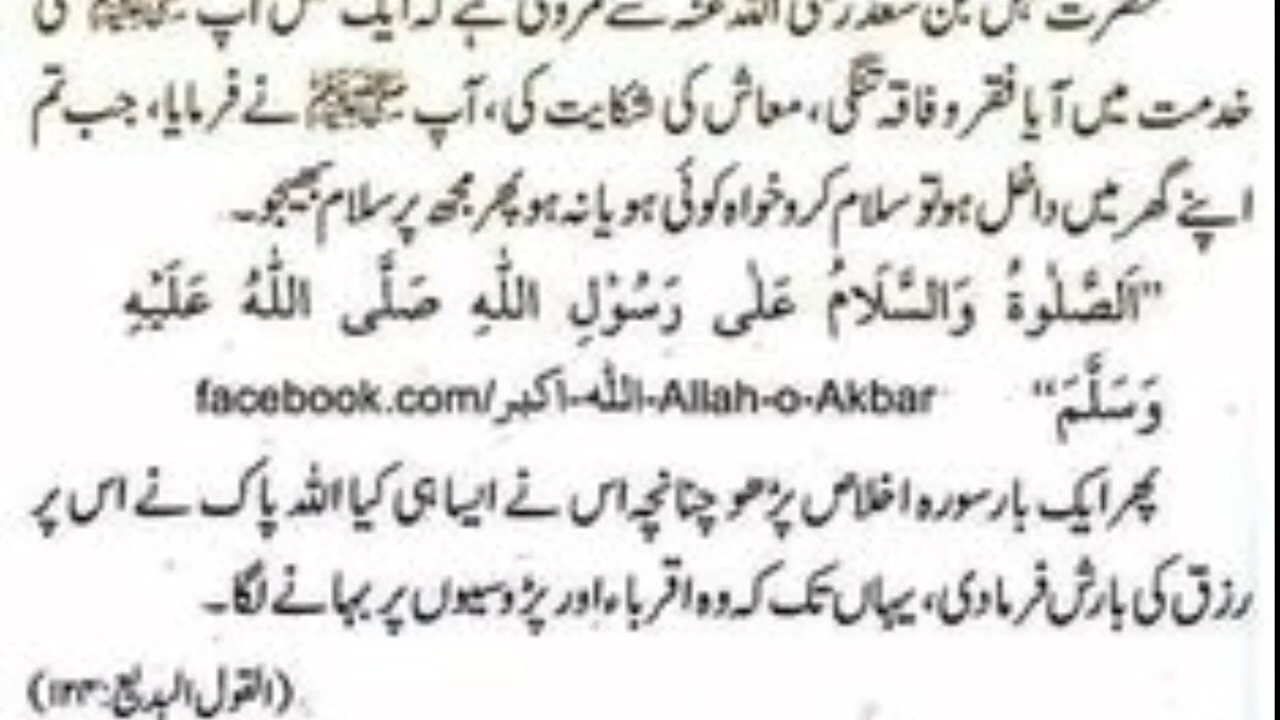 حضرت سہل بن سعد رضی اللہ عنہ سے مروی ہے کہ ایک شخص آپ ﷺ کی
خدمت میں آیا فقر و فاقہ تنگی، معاش کی شکایت کی، آپ ﷺ نے فرمایا، جب تم
اپنے گھر میں داخل ہو تو سلام کرو خواہ کوئی ہو یا نہ ہو پھر مجھ پر سلام بھیجو۔
”اَلصَّلٰوۃُ وَالسَّلَامُ عَلٰی رَسُوْلِ اللّٰہِ صَلَّی اللّٰہُ عَلَیْہِ
وَسَلَّمَ“ facebook.com/اللہ-اکبر-Allah-o-Akbar
پھر ایک بار سورہ اخلاص پڑھو چنانچہ اس نے ایسا ہی کیا اللہ پاک نے اس پر
رزق کی بارش فرمادی، یہاں تک کہ وہ اقرباء اور پڑوسیوں پر بہانے لگا۔
(القول البدیع:۱۲۳)